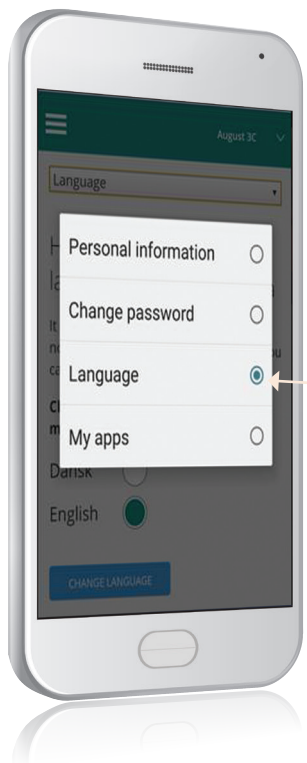 August 3C
Language
Personal information
Change password
Language
My apps
Dansk
English
CHANGE LANGUAGE